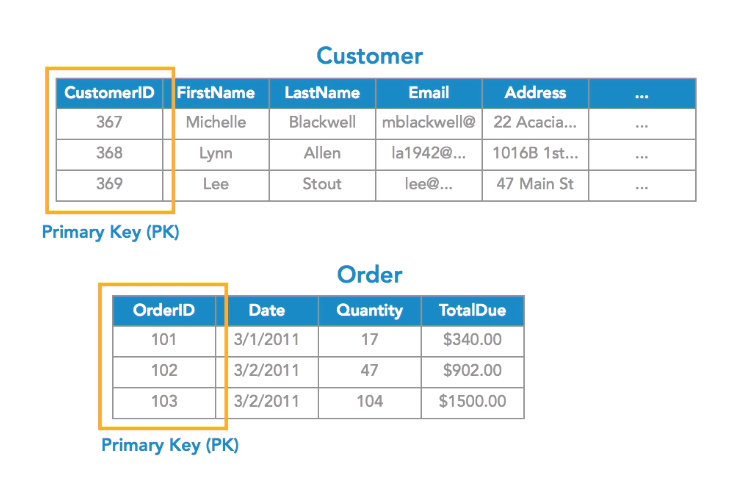 Customer
CustomerID FirstName LastName Email Address ...
367 Michelle Blackwell mblackwell@ 22 Acacia... ...
368 Lynn Allen la1942@... 1016B 1st... ...
369 Lee Stout lee@... 47 Main St ...
Primary Key (PK)
Order
OrderID Date Quantity TotalDue
101 3/1/2011 17 $340.00
102 3/2/2011 47 $902.00
103 3/2/2011 104 $1500.00
Primary Key (PK)